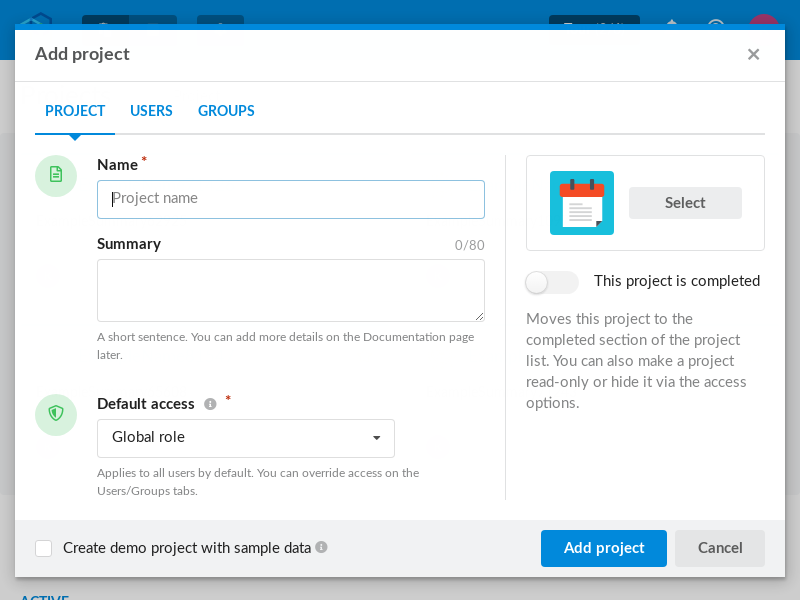 Add project
PROJECT USERS GROUPS
Name *
Project name
Summary 0/80
A short sentence. You can add more details on the Documentation page
later.
Default access *
Global role
Applies to all users by default. You can override access on the
Users/Groups tabs.
Select
This project is completed
Moves this project to the
completed section of the project
list. You can also make a project
read-only or hide it via the access
options.
Create demo project with sample data
Add project Cancel
ACTIVE